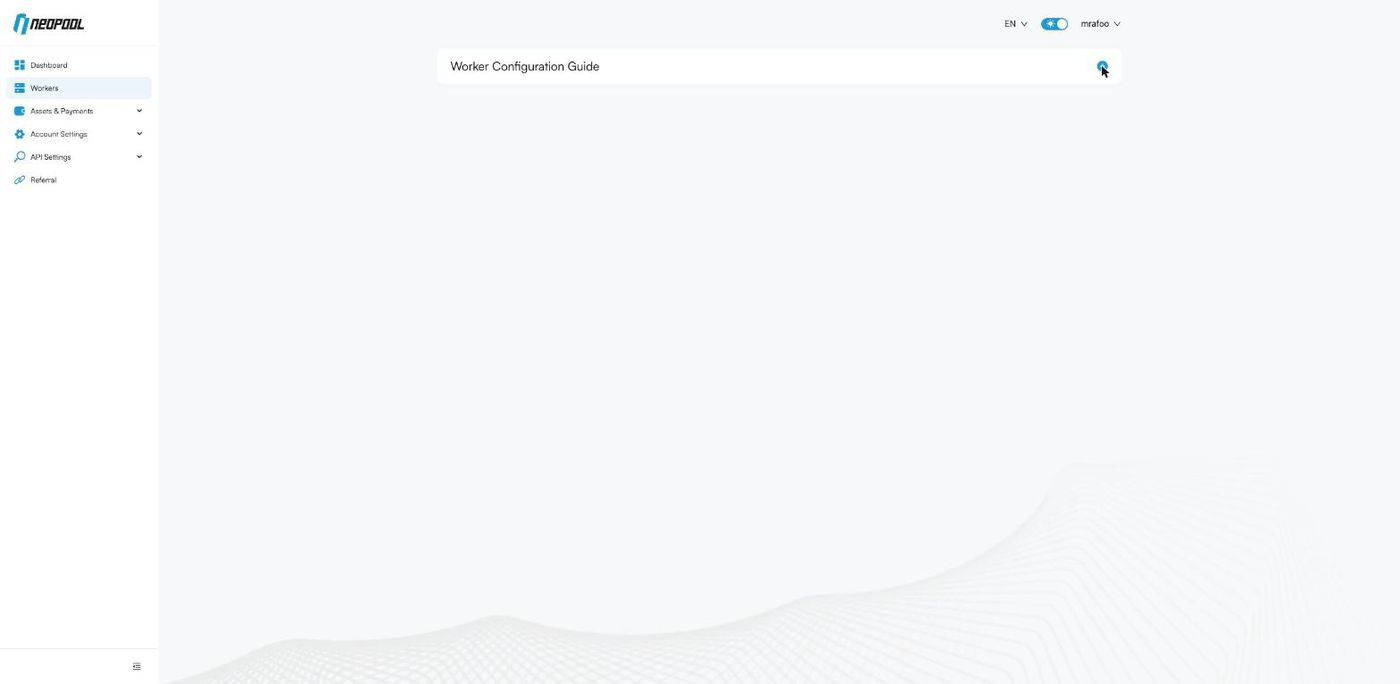 NEOPOOL
EN
mrafoo
Dashboard
Workers
Assets & Payments
Account Settings
API Settings
Referral
Worker Configuration Guide